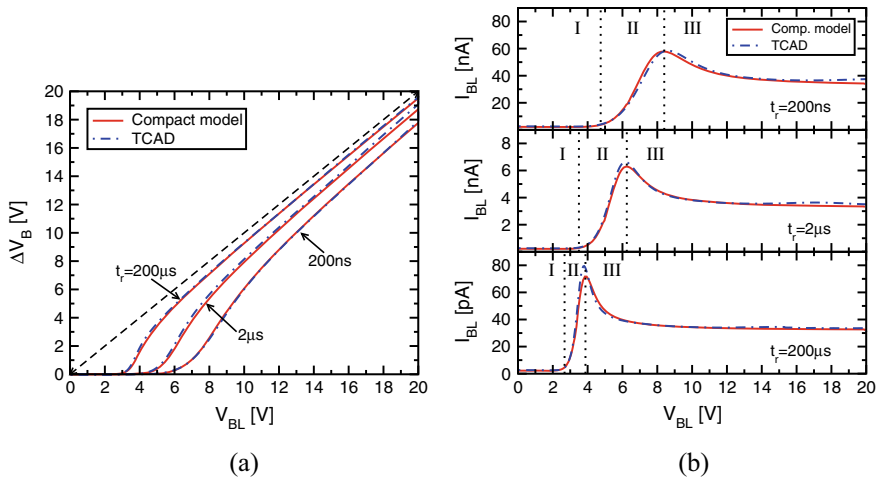 20
18
16
14
12
10
8
6
4
2
0
ΔV_B [V]
Compact model
TCAD
t_r=200μs
2μs
200ns
0 2 4 6 8 10 12 14 16 18 20
V_BL [V]
(a)
I II III
Comp. model
TCAD
80
60
40
20
I_BL [nA]
t_r=200ns
I II III
8
6
4
2
I_BL [nA]
t_r=2μs
I II III
80
60
40
20
0
I_BL [pA]
t_r=200μs
0 2 4 6 8 10 12 14 16 18 20
V_BL [V]
(b)